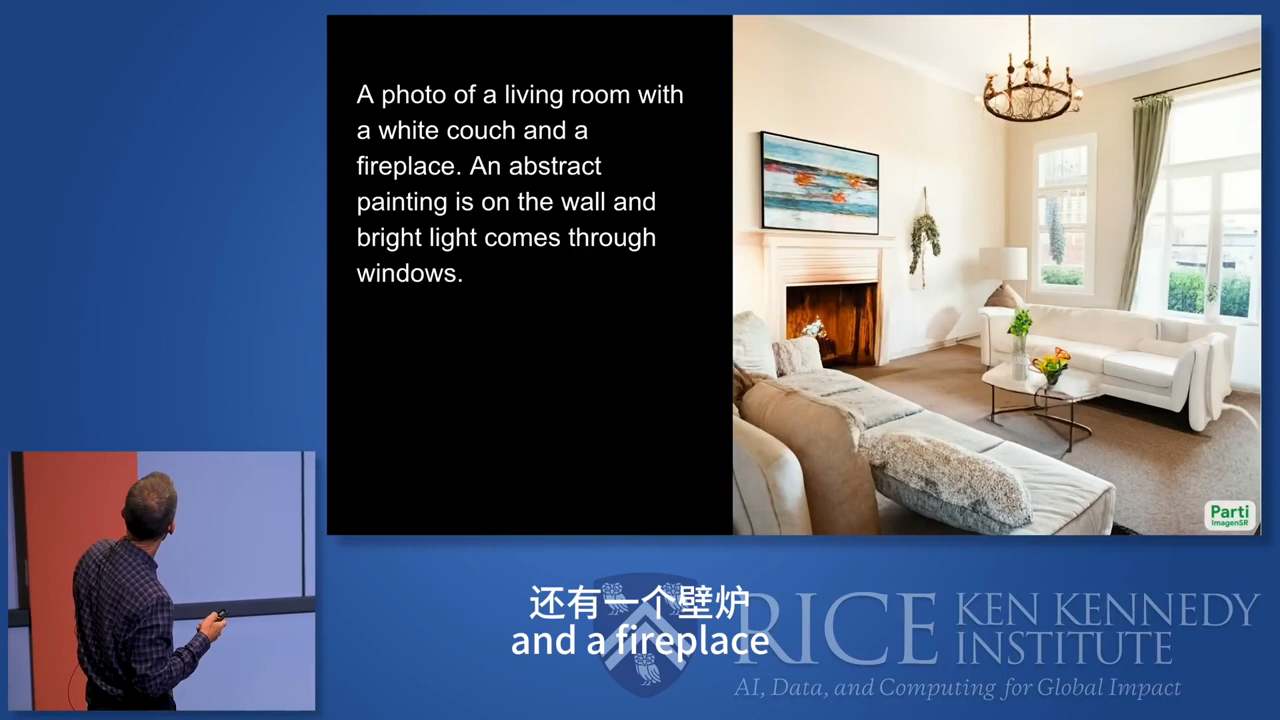 A photo of a living room with
a white couch and a
fireplace. An abstract
painting is on the wall and
bright light comes through
windows.
Parti
ImagenSR
还有一个壁炉
and a fireplace
RICE
KEN KENNEDY
INSTITUTE
AI, Data, and Computing for Global Impact